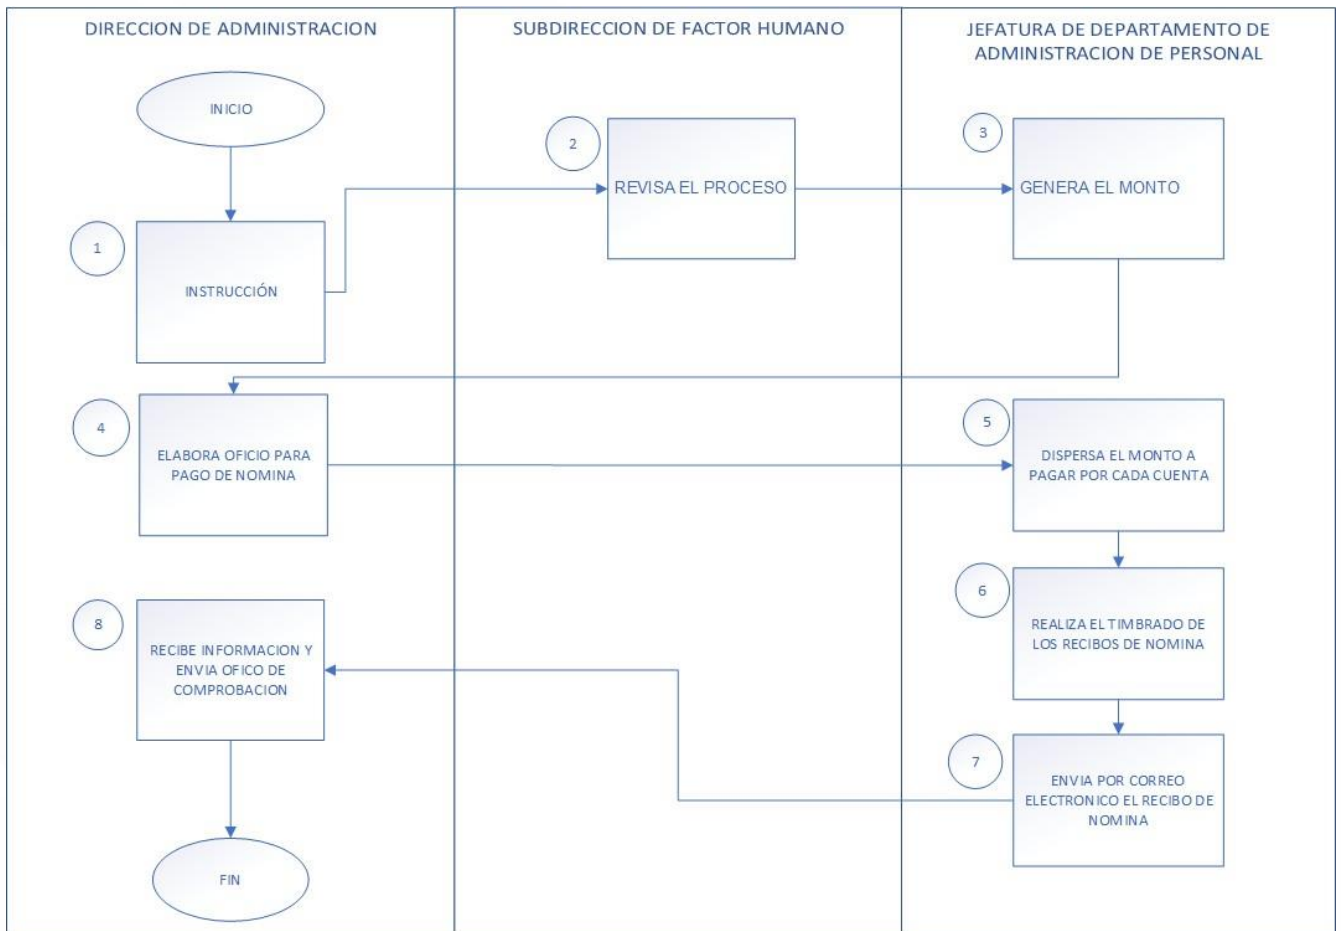 DIRECCION DE ADMINISTRACION
SUBDIRECCION DE FACTOR HUMANO
JEFATURA DE DEPARTAMENTO DE
ADMINISTRACION DE PERSONAL
INICIO
1
INSTRUCCIÓN
2
REVISA EL PROCESO
3
GENERA EL MONTO
4
ELABORA OFICIO PARA
PAGO DE NOMINA
5
DISPERSA EL MONTO A
PAGAR POR CADA CUENTA
6
REALIZA EL TIMBRADO DE
LOS RECIBOS DE NOMINA
7
ENVIA POR CORREO
ELECTRONICO EL RECIBO DE
NOMINA
8
RECIBE INFORMACION Y
ENVIA OFICO DE
COMPROBACION
FIN